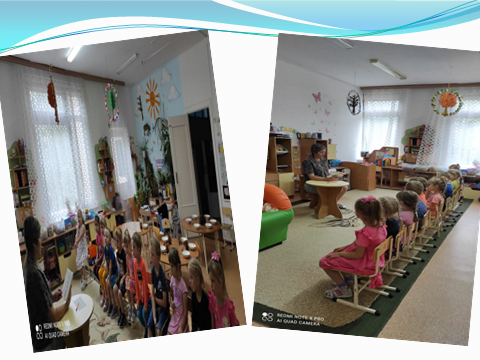 REDMI NOTE 8 PRO
AI QUAD CAMERA
REDMI NOTE 8 PRO
AI QUAD CAMERA